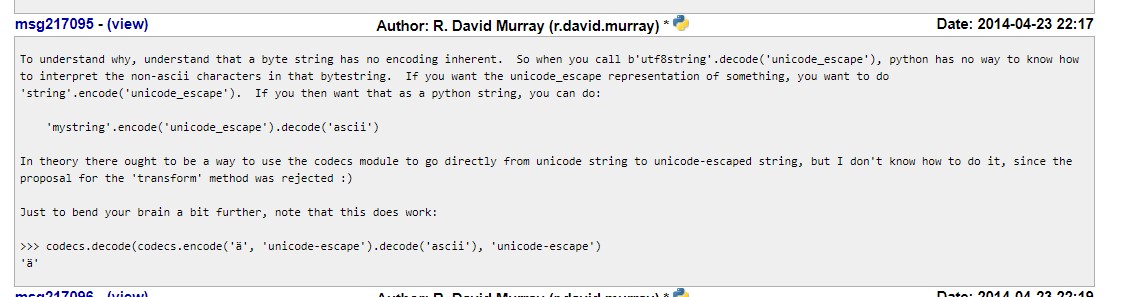 msg217095 - (view) Author: R. David Murray (r.david.murray) * Date: 2014-04-23 22:17
To understand why, understand that a byte string has no encoding inherent.  So when you call b'utf8string'.decode('unicode_escape'), python has no way to know how
to interpret the non-ascii characters in that bytestring.  If you want the unicode_escape representation of something, you want to do
'string'.encode('unicode_escape').  If you then want that as a python string, you can do:
'mystring'.encode('unicode_escape').decode('ascii')
In theory there ought to be a way to use the codecs module to go directly from unicode string to unicode-escaped string, but I don't know how to do it, since the
proposal for the 'transform' method was rejected :)
Just to bend your brain a bit further, note that this does work:
>>> codecs.decode(codecs.encode('ä', 'unicode-escape').decode('ascii'), 'unicode-escape')
'ä'
msg217096 - (view) Author: R. David Murray (r.david.murray) * Date: 2014-04-23 22:19